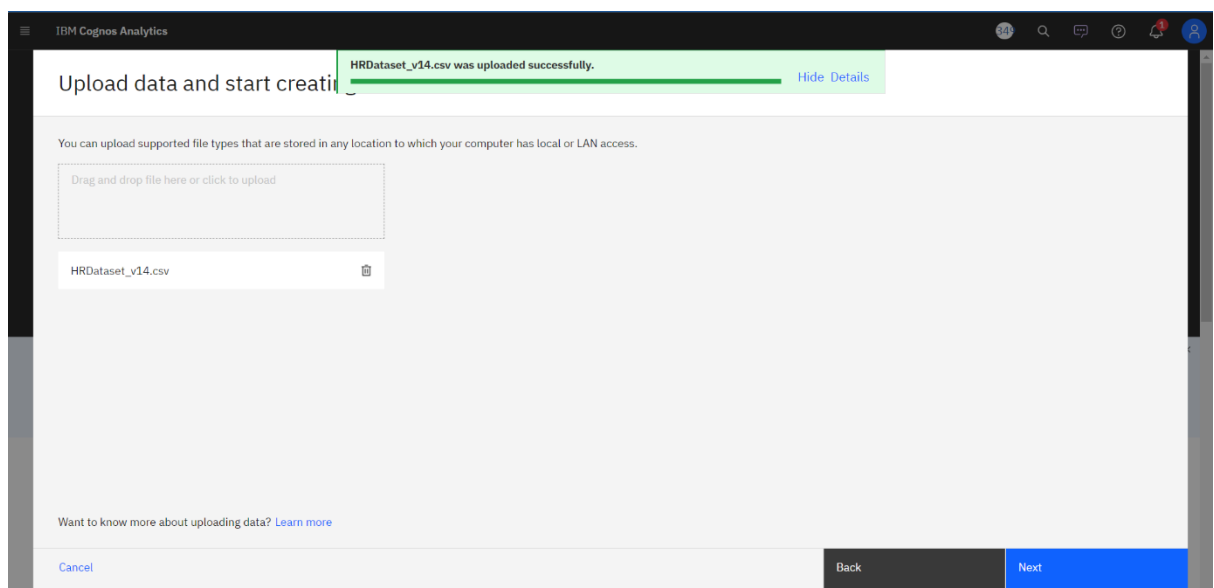 IBM Cognos Analytics
1
HRDataset_v14.csv was uploaded successfully.
Hide Details
Upload data and start creating
You can upload supported file types that are stored in any location to which your computer has local or LAN access.
Drag and drop file here or click to upload
HRDataset_v14.csv
Want to know more about uploading data? Learn more
Cancel
Back
Next